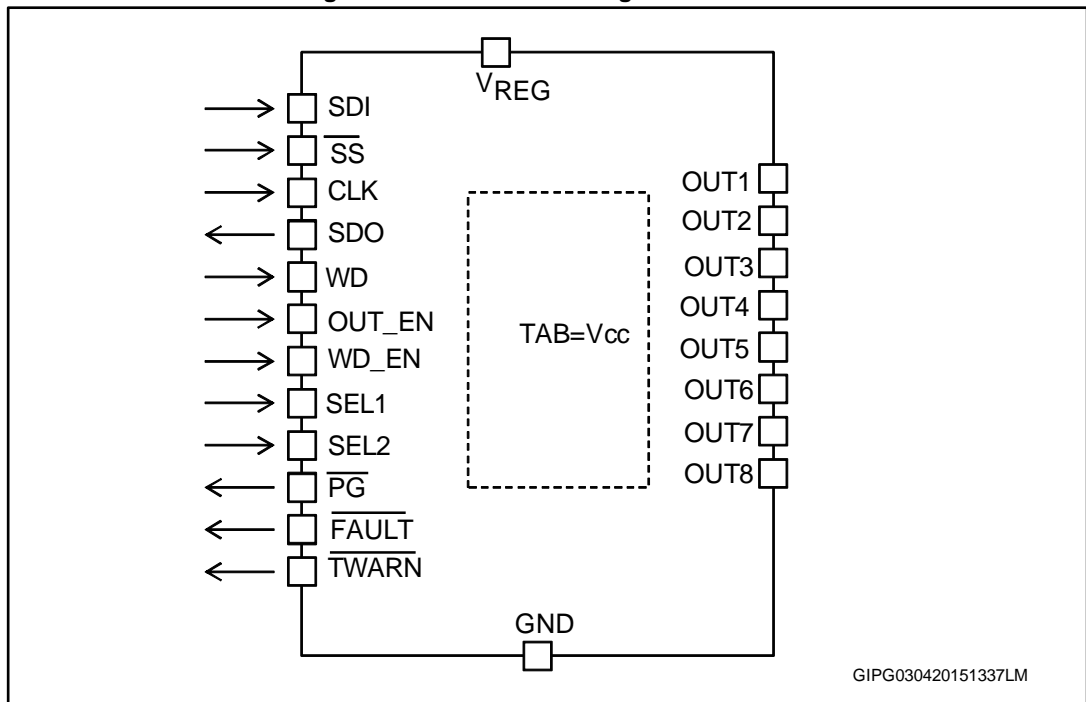 VREG
SDI
SS
CLK
SDO
WD
OUT_EN
WD_EN
SEL1
SEL2
PG
FAULT
TWARN
TAB=Vcc
OUT1
OUT2
OUT3
OUT4
OUT5
OUT6
OUT7
OUT8
GND
GIPG030420151337LM